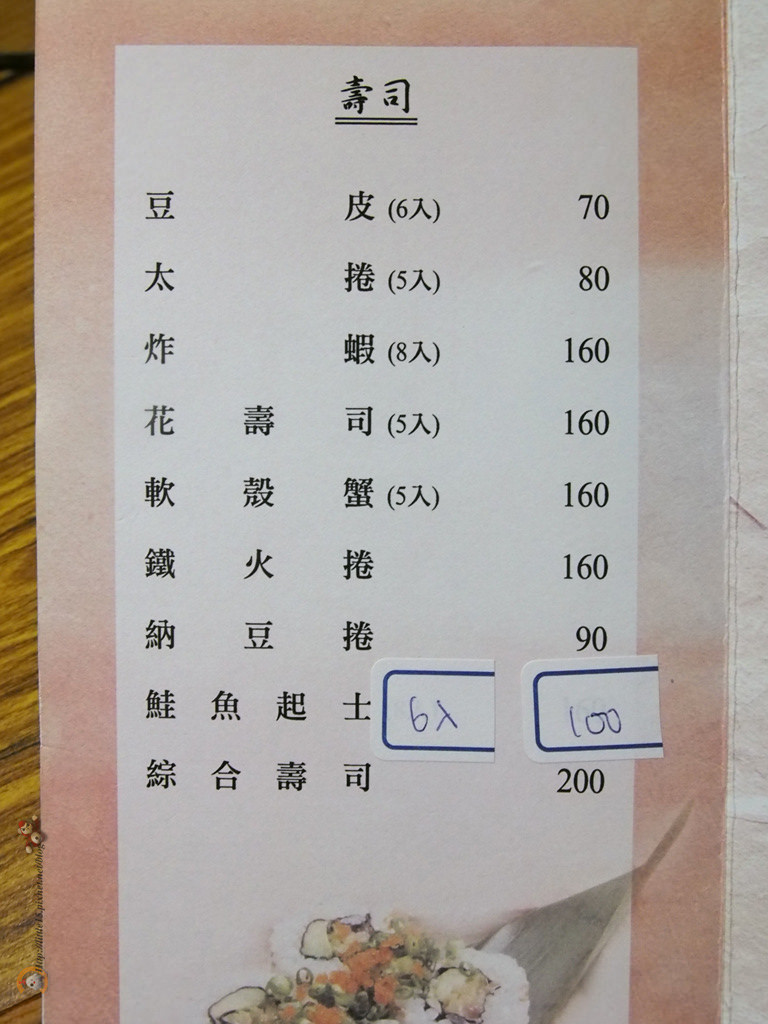 壽司
豆皮 (6入) 70
太捲 (5入) 80
炸蝦 (8入) 160
花壽司 (5入) 160
軟殼蟹 (5入) 160
鐵火捲 160
納豆捲 90
鮭魚起士 6入 100
綜合壽司 200